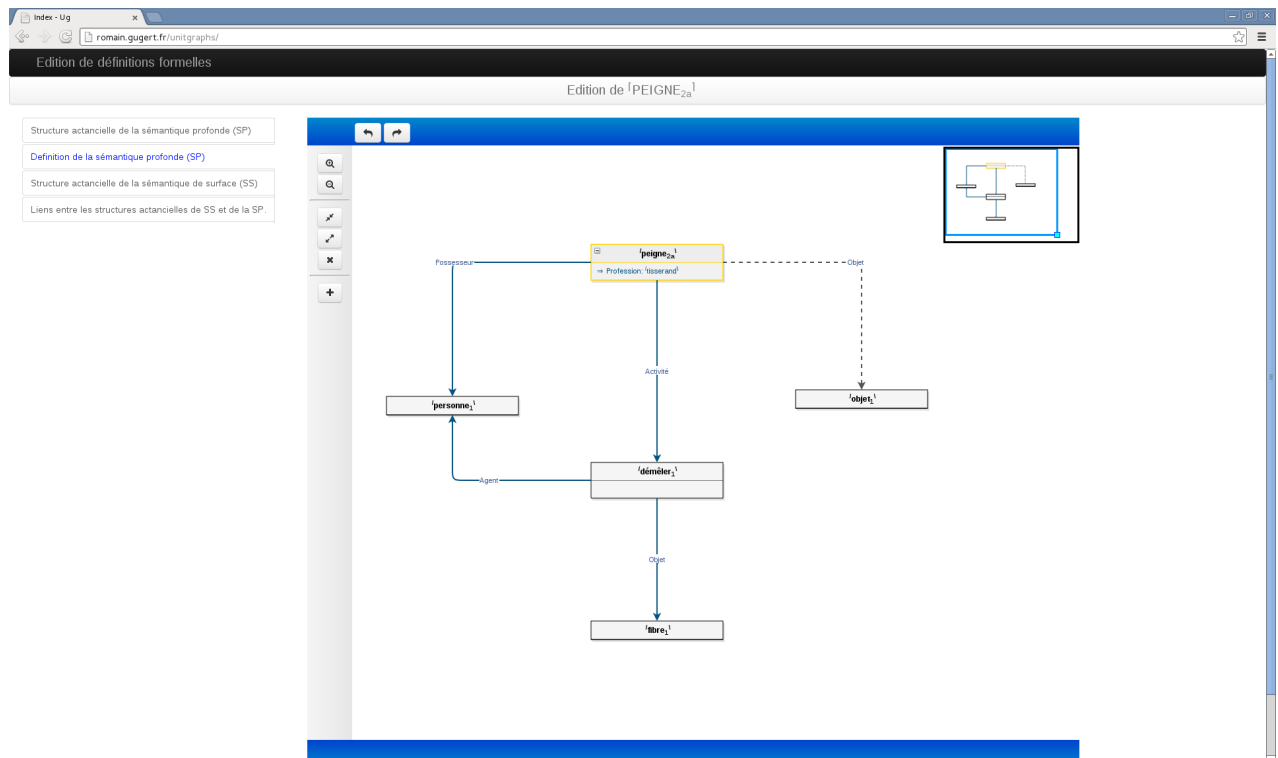 Index - Ug
romain.gugert.fr/unitgraphs/
Edition de définitions formelles
Edition de ⌈PEIGNE2a⌉
Structure actancielle de la sémantique profonde (SP)
Definition de la sémantique profonde (SP)
Structure actancielle de la sémantique de surface (SS)
Liens entre les structures actancielles de SS et de la SP.
⌈peigne2a⌉
⇒ Profession: ⌈tisserand⌉
Possesseur
Objet
Activité
⌈personne1⌉
⌈objet1⌉
⌈démêler1⌉
Agent
Objet
⌈fibre1⌉